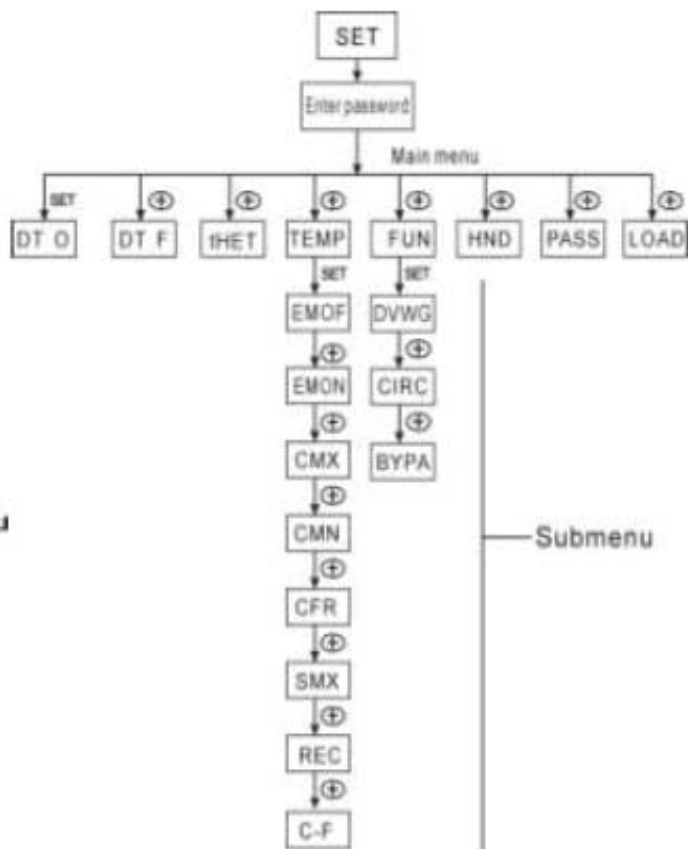 SET
Enter password
Main menu
SET
DT O DT F tHET TEMP FUN HND PASS LOAD
SET SET
EMOF DVWG
EMON CIRC
CMX BYPA
CMN
Submenu
CFR
SMX
REC
C-F